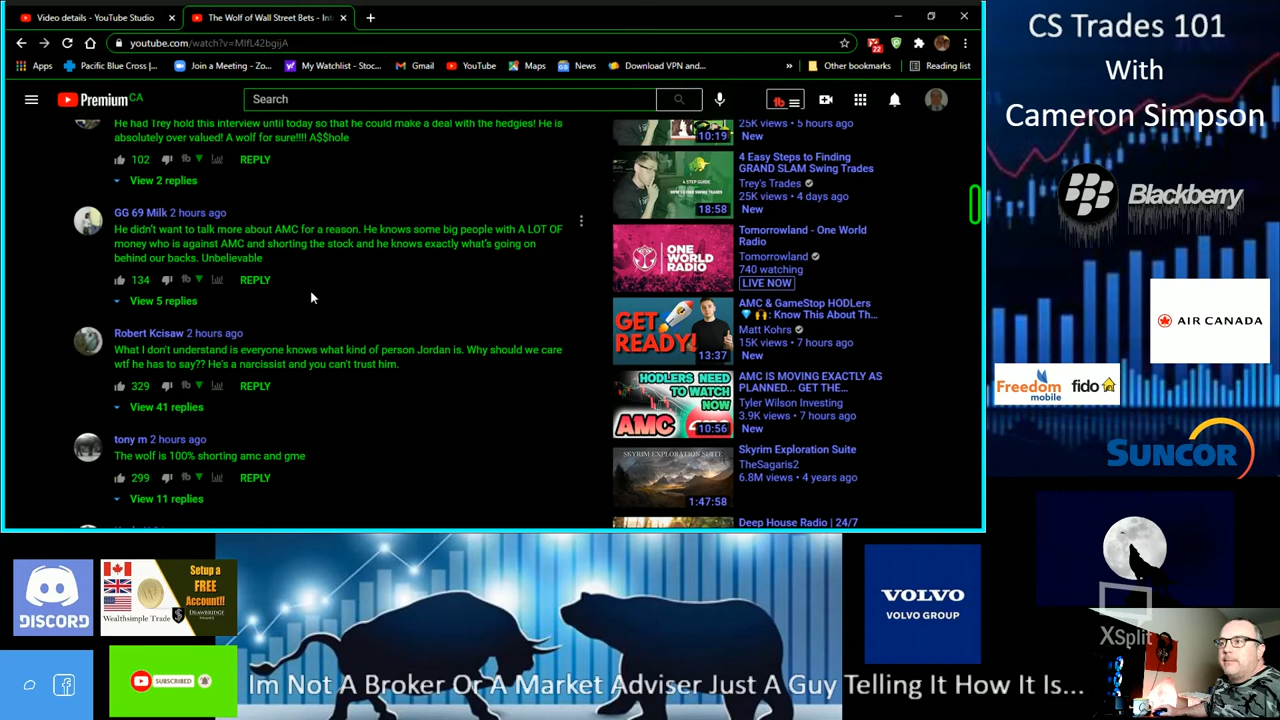 Video details - YouTube Studio
The Wolf of Wall Street Bets - Int
youtube.com/watch?v=MIfL42bgijA
22
Apps
Pacific Blue Cross |...
Join a Meeting - Zo...
My Watchlist - Stoc...
Gmail
YouTube
Maps
News
Download VPN and...
»
Other bookmarks
Reading list
Premium CA
Search
He had Trey hold this interview until today so that he could make a deal with the hedgies! He is
absolutely over valued! A wolf for sure!!!! A$$hole
102
REPLY
View 2 replies
GG 69 Milk 2 hours ago
He didn't want to talk more about AMC for a reason. He knows some big people with A LOT OF
money who is against AMC and shorting the stock and he knows exactly what's going on
behind our backs. Unbelievable
134
REPLY
View 5 replies
Robert Kcisaw 2 hours ago
What I don't understand is everyone knows what kind of person Jordan is. Why should we care
wtf he has to say?? He's a narcissist and you can't trust him.
329
REPLY
View 41 replies
tony m 2 hours ago
The wolf is 100% shorting amc and gme
299
REPLY
View 11 replies
10:19
25K views • 5 hours ago
New
4 STEP GUIDE
18:58
4 Easy Steps to Finding
GRAND SLAM Swing Trades
Trey's Trades
25K views • 4 days ago
New
ONE
WORLD
RADIO
Tomorrowland - One World
Radio
Tomorrowland
740 watching
LIVE NOW
GET
READY!
13:37
AMC & GameStop HODLers
💎 🙌: Know This About Th...
Matt Kohrs
15K views • 7 hours ago
New
HODLERS NEED
TO WATCH
NOW
AMC
10:56
AMC IS MOVING EXACTLY AS
PLANNED... GET THE...
Tyler Wilson Investing
3.9K views • 7 hours ago
New
SKYRIM EXPLORATION SUITE
1:47:58
Skyrim Exploration Suite
TheSagaris2
6.8M views • 4 years ago
Deep House Radio | 24/7
CS Trades 101
With
Cameron Simpson
Blackberry
AIR CANADA
Freedom
mobile
fido
SUNCOR
DISCORD
Setup a
FREE
Account!!
Wealthsimple Trade
DEAWBRIDGE
FINANCE
SUBSCRIBED
VOLVO
VOLVO GROUP
XSplit
Im Not A Broker Or A Market Adviser Just A Guy Telling It How It Is...